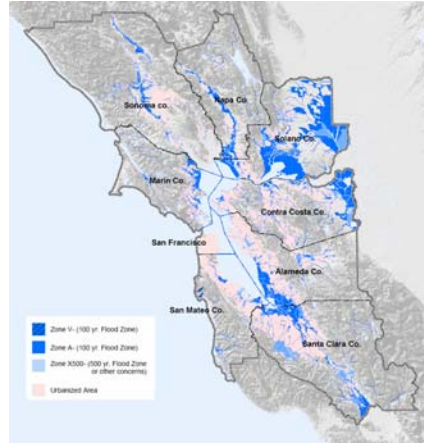 Sonoma co.
Napa Co.
Solano Co.
Marin Co.
Contra Costa Co.
San Francisco
Alameda Co.
San Mateo Co.
Santa Clara Co.
Zone V- (100 yr. Flood Zone)
Zone A- (100 yr. Flood Zone)
Zone X500- (500 yr. Flood Zone
or other concerns)
Urbanized Area